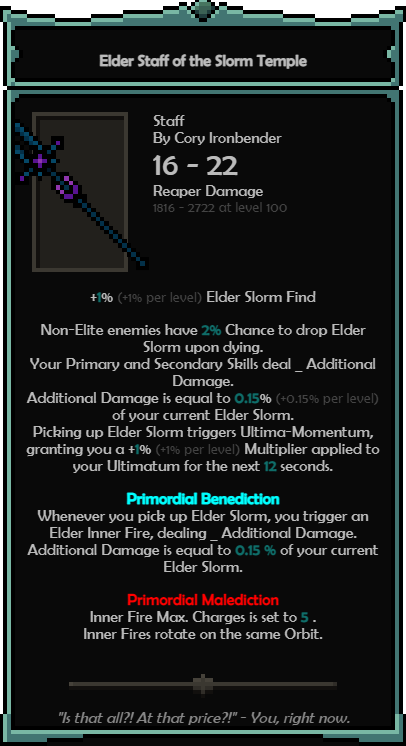 Elder Staff of the Slorm Temple
Staff
By Cory Ironbender
16 - 22
Reaper Damage
1816 - 2722 at level 100
+1% (+1% per level) Elder Slorm Find
Non-Elite enemies have 2% Chance to drop Elder
Slorm upon dying.
Your Primary and Secondary Skills deal _ Additional
Damage.
Additional Damage is equal to 0.15% (+0.15% per level)
of your current Elder Slorm.
Picking up Elder Slorm triggers Ultima-Momentum,
granting you a +1% (+1% per level) Multiplier applied to
your Ultimatum for the next 12 seconds.
Primordial Benediction
Whenever you pick up Elder Slorm, you trigger an
Elder Inner Fire, dealing _ Additional Damage.
Additional Damage is equal to 0.15 % of your current
Elder Slorm.
Primordial Malediction
Inner Fire Max. Charges is set to 5 .
Inner Fires rotate on the same Orbit.
"Is that all?! At that price?!" - You, right now.